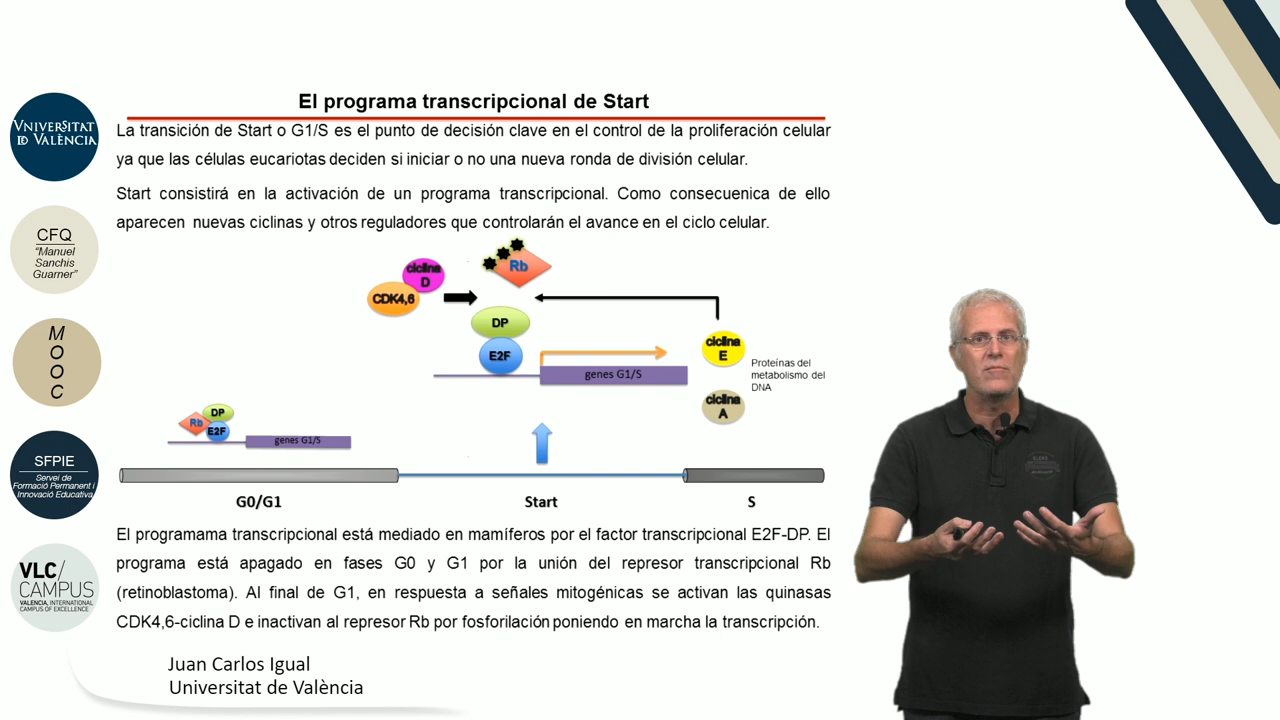 El programa transcripcional de Start
La transición de Start o G1/S es el punto de decisión clave en el control de la proliferación celular
ya que las células eucariotas deciden si iniciar o no una nueva ronda de división celular.
Start consistirá en la activación de un programa transcripcional. Como consecuenica de ello
aparecen nuevas ciclinas y otros reguladores que controlarán el avance en el ciclo celular.
VNIVERSITAT
ID VALÈNCIA
CFQ
“Manuel
Sanchis
Guarner”
M
O
O
C
SFPIE
Servei de
Formació Permanent i
Innovació Educativa
VLC/
CAMPUS
VALENCIA, INTERNATIONAL
CAMPUS OF EXCELLENCE
ciclina
D
CDK4,6
Rb
DP
E2F
genes G1/S
ciclina
E
Proteínas del
metabolismo del
DNA
ciclina
A
Rb
DP
E2F
genes G1/S
G0/G1
Start
S
El programama transcripcional está mediado en mamíferos por el factor transcripcional E2F-DP. El
programa está apagado en fases G0 y G1 por la unión del represor transcripcional Rb
(retinoblastoma). Al final de G1, en respuesta a señales mitogénicas se activan las quinasas
CDK4,6-ciclina D e inactivan al represor Rb por fosforilación poniendo en marcha la transcripción.
Juan Carlos Igual
Universitat de València